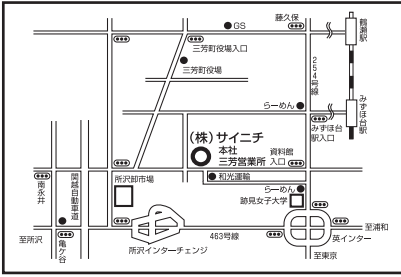 藤久保
GS
三芳町役場入口
鶴瀬駅
三芳町役場
254号線
らーめん
みずほ台駅
みずほ台
駅入口
(株)サイニチ
本社
三芳営業所
資料館
入口
和光運輸
所沢卸市場
らーめん
跡見女子大学
南永井
関越自動車道
亀ケ谷
至所沢
463号線
所沢インターチェンジ
至浦和
英インター
至東京